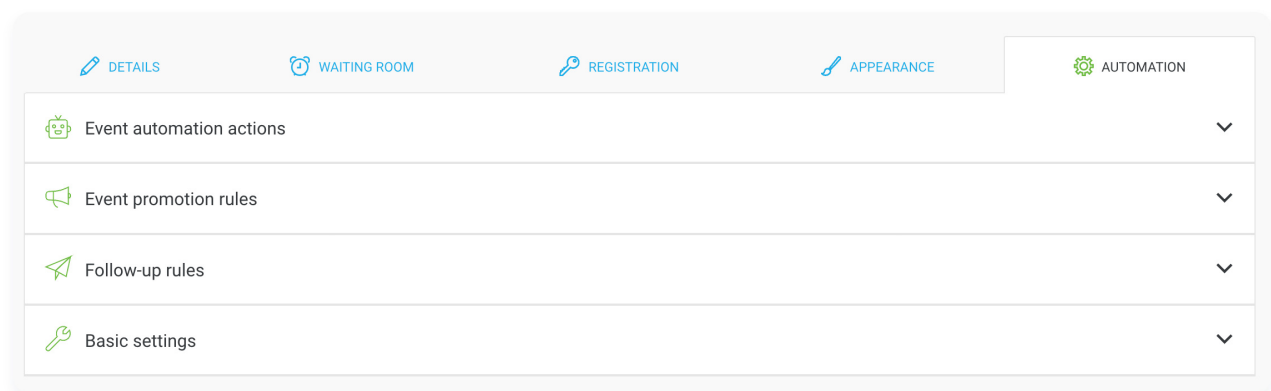 DETAILS
WAITING ROOM
REGISTRATION
APPEARANCE
AUTOMATION
Event automation actions
Event promotion rules
Follow-up rules
Basic settings